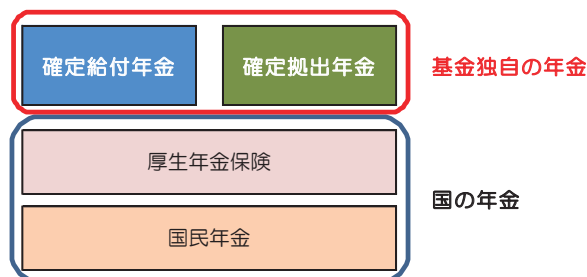 確定給付年金
確定拠出年金
基金独自の年金
厚生年金保険
国の年金
国民年金